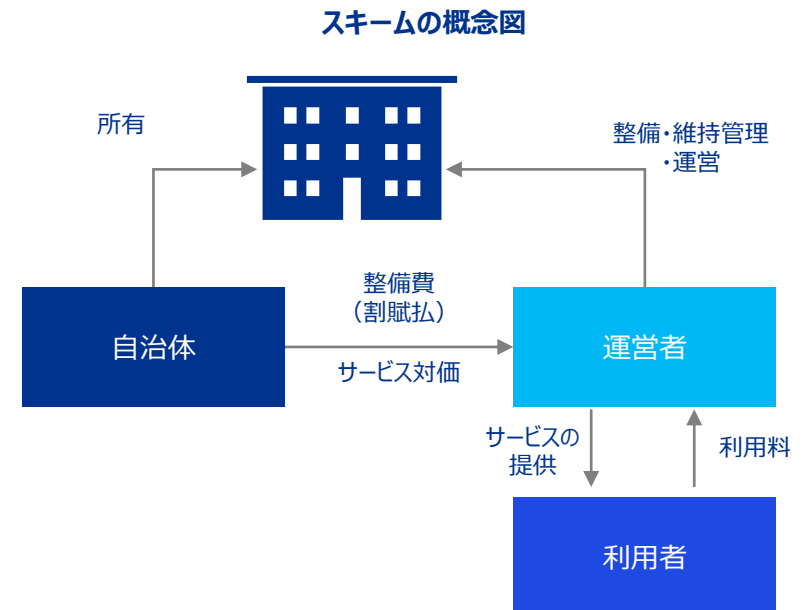 スキームの概念図
所有
整備・維持管理
・運営
整備費
（割賦払）
自治体
運営者
サービス対価
サービスの
提供
利用料
利用者